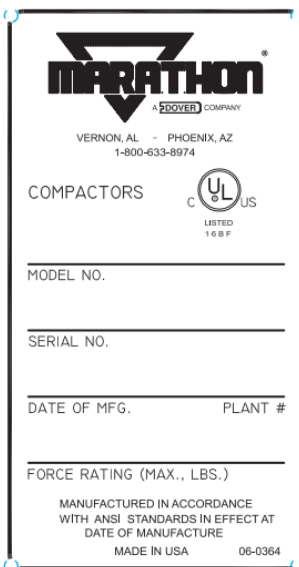 MARATHON®
A DOVER COMPANY
VERNON, AL - PHOENIX, AZ
1-800-633-8974
COMPACTORS
C UL US
LISTED
16BF
MODEL NO.
SERIAL NO.
DATE OF MFG. PLANT #
FORCE RATING (MAX., LBS.)
MANUFACTURED IN ACCORDANCE
WITH ANSI STANDARDS IN EFFECT AT
DATE OF MANUFACTURE
MADE IN USA 06-0364